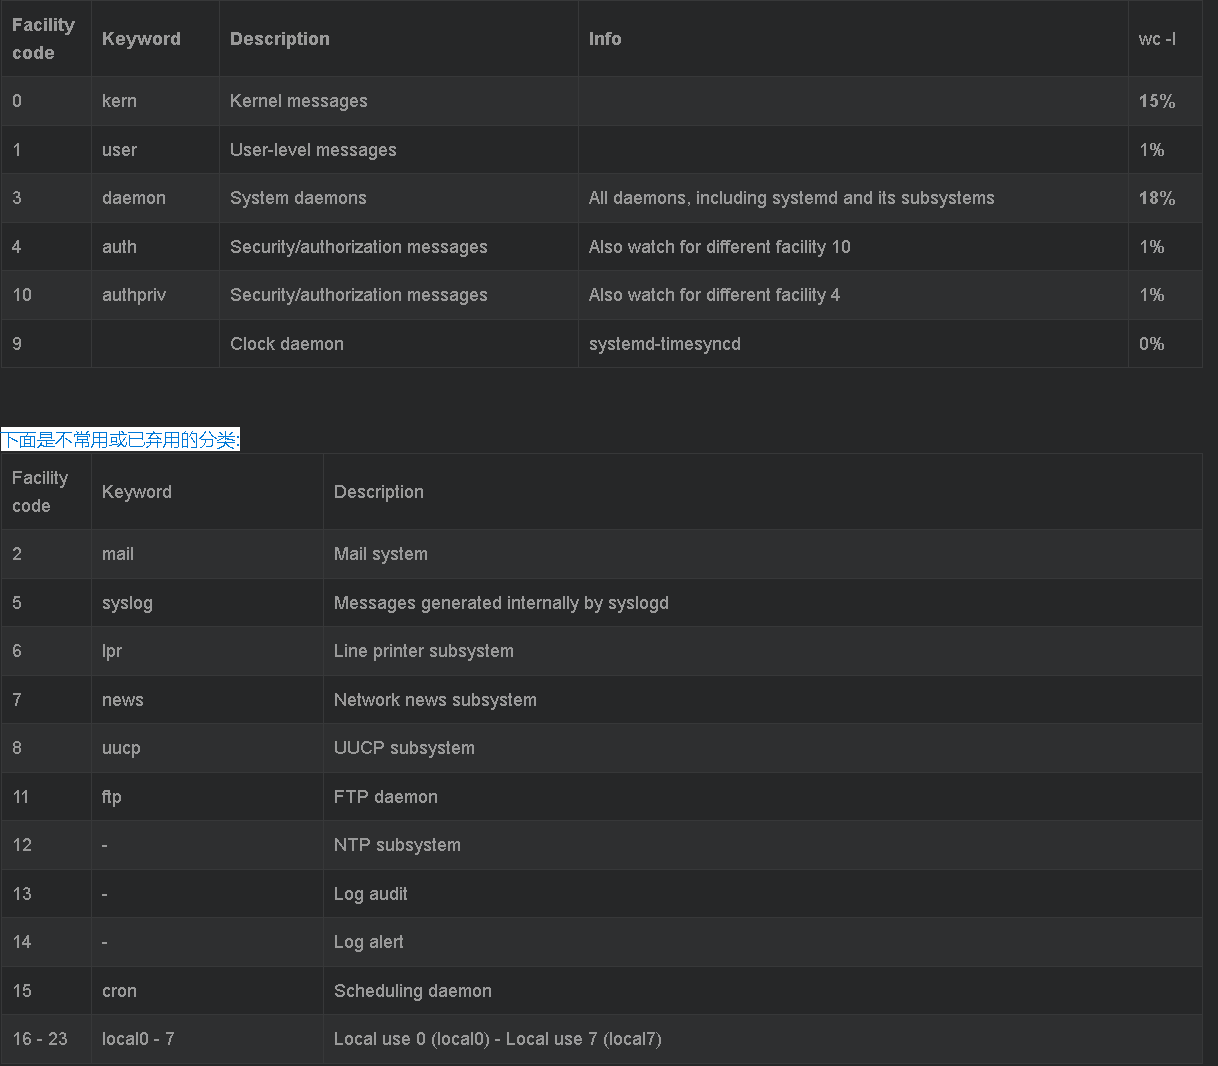 Facility code Keyword Description Info wc -l
0 kern Kernel messages 15%
1 user User-level messages 1%
3 daemon System daemons All daemons, including systemd and its subsystems 18%
4 auth Security/authorization messages Also watch for different facility 10 1%
10 authpriv Security/authorization messages Also watch for different facility 4 1%
9 Clock daemon systemd-timesyncd 0%
下面是不常用或已弃用的分类:
Facility code Keyword Description
2 mail Mail system
5 syslog Messages generated internally by syslogd
6 lpr Line printer subsystem
7 news Network news subsystem
8 uucp UUCP subsystem
11 ftp FTP daemon
12 - NTP subsystem
13 - Log audit
14 - Log alert
15 cron Scheduling daemon
16 - 23 local0 - 7 Local use 0 (local0) - Local use 7 (local7)